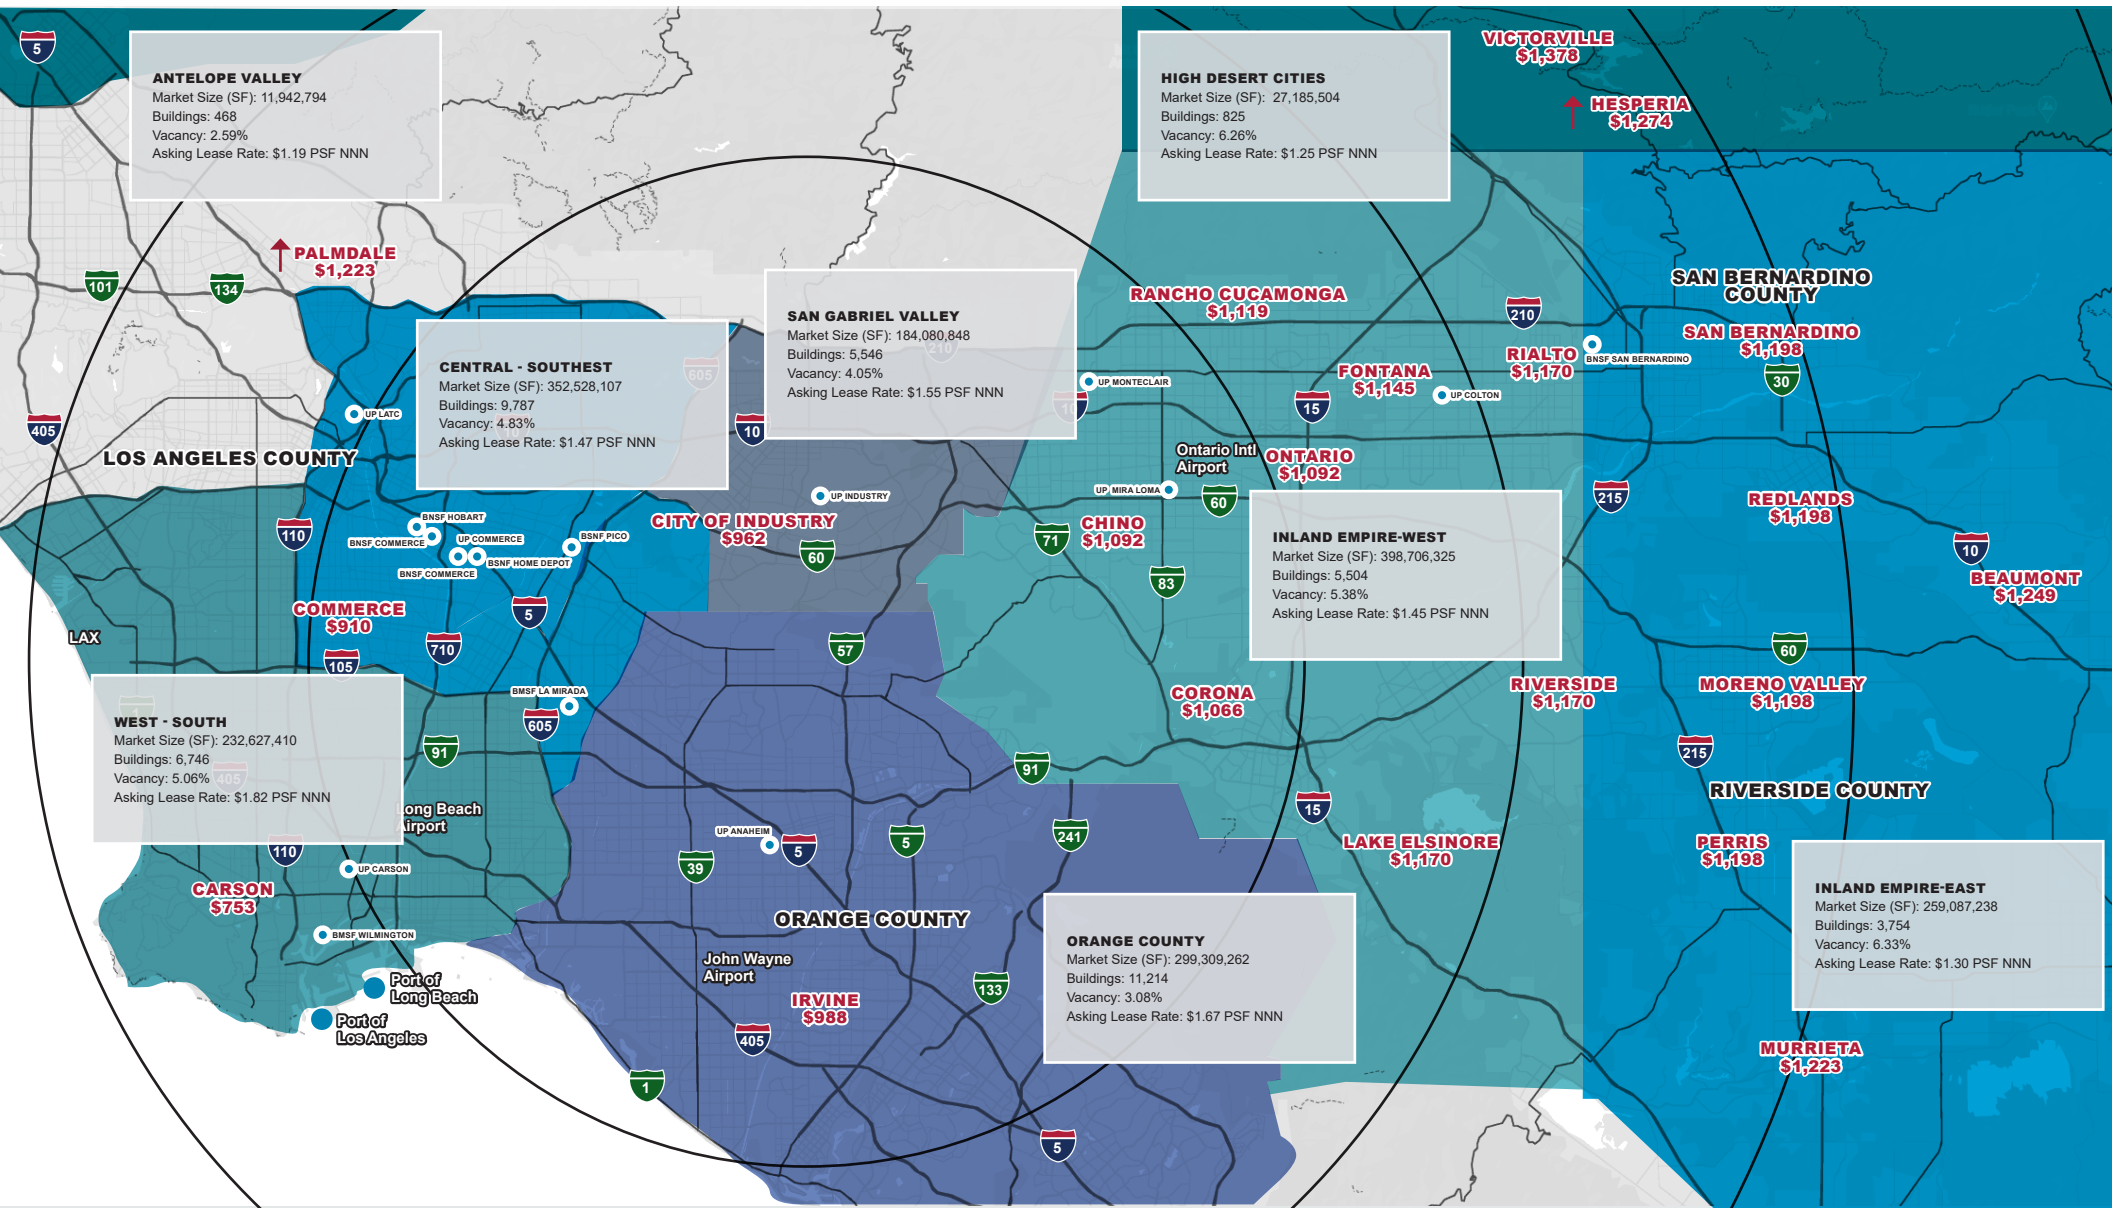 5
ANTELOPE VALLEY
Market Size (SF): 11,942,794
Buildings: 468
Vacancy: 2.59%
Asking Lease Rate: $1.19 PSF NNN
HIGH DESERT CITIES
Market Size (SF): 27,185,504
Buildings: 825
Vacancy: 6.26%
Asking Lease Rate: $1.25 PSF NNN
VICTORVILLE
$1,378
HESPERIA
$1,274
PALMDALE
$1,223
101
134
SAN GABRIEL VALLEY
Market Size (SF): 184,080,848
Buildings: 5,546
Vacancy: 4.05%
Asking Lease Rate: $1.55 PSF NNN
210
RANCHO CUCAMONGA
$1,119
210
SAN BERNARDINO
COUNTY
SAN BERNARDINO
$1,198
30
RIALTO
$1,170
BNSF SAN BERNARDINO
FONTANA
$1,145
UP COLTON
15
UP MONTECLAIR
10
CENTRAL - SOUTHEST
Market Size (SF): 352,528,107
Buildings: 9,787
Vacancy: 4.83%
Asking Lease Rate: $1.47 PSF NNN
605
10
UP LATC
405
LOS ANGELES COUNTY
Ontario Intl
Airport
ONTARIO
$1,092
UP MIRA LOMA
60
215
REDLANDS
$1,198
10
BEAUMONT
$1,249
UP INDUSTRY
CITY OF INDUSTRY
$962
60
110
BNSF HOBART
BNSF COMMERCE
UP COMMERCE
BSNF HOME DEPOT
BNSF COMMERCE
BSNF PICO
71
CHINO
$1,092
83
INLAND EMPIRE-WEST
Market Size (SF): 398,706,325
Buildings: 5,504
Vacancy: 5.38%
Asking Lease Rate: $1.45 PSF NNN
COMMERCE
$910
5
710
105
LAX
57
60
MORENO VALLEY
$1,198
RIVERSIDE
$1,170
CORONA
$1,066
BMSF LA MIRADA
605
1
WEST - SOUTH
Market Size (SF): 232,627,410
Buildings: 6,746
Vacancy: 5.06%
Asking Lease Rate: $1.82 PSF NNN
405
91
91
215
RIVERSIDE COUNTY
Long Beach
Airport
15
110
UP CARSON
CARSON
$753
BMSF WILMINGTON
UP ANAHEIM
5
39
5
241
LAKE ELSINORE
$1,170
PERRIS
$1,198
INLAND EMPIRE-EAST
Market Size (SF): 259,087,238
Buildings: 3,754
Vacancy: 6.33%
Asking Lease Rate: $1.30 PSF NNN
ORANGE COUNTY
ORANGE COUNTY
Market Size (SF): 299,309,262
Buildings: 11,214
Vacancy: 3.08%
Asking Lease Rate: $1.67 PSF NNN
John Wayne
Airport
133
Port of
Long Beach
Port of
Los Angeles
IRVINE
$988
405
MURRIETA
$1,223
1
5